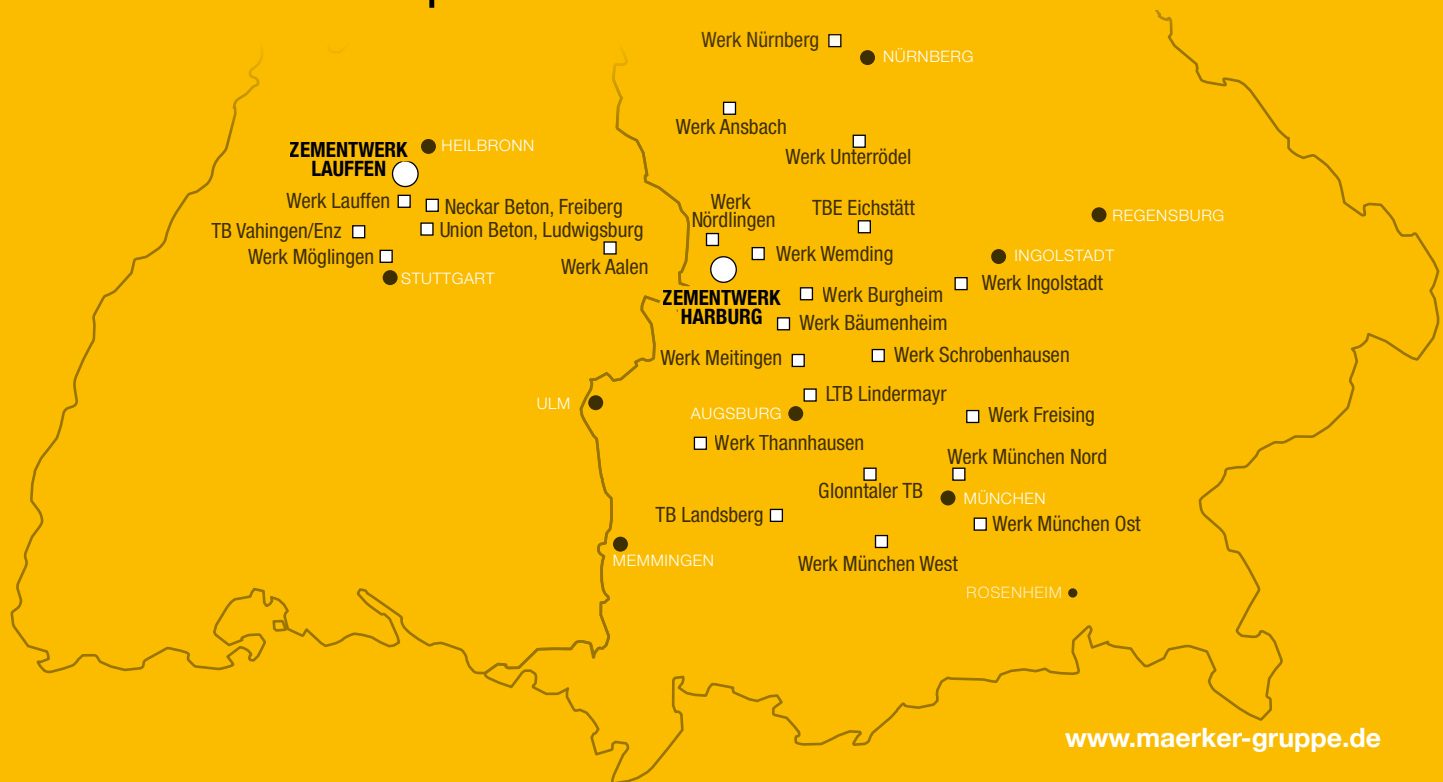 Werk Nürnberg
NÜRNBERG
Werk Ansbach
Werk Unterrödel
ZEMENTWERK
LAUFFEN
HEILBRONN
Werk Lauffen
Neckar Beton, Freiberg
TB Vahingen/Enz
Union Beton, Ludwigsburg
Werk Möglingen
STUTTGART
Werk Aalen
Werk
Nördlingen
TBE Eichstätt
REGENSBURG
Werk Wemding
INGOLSTADT
ZEMENTWERK
HARBURG
Werk Burgheim
Werk Ingolstadt
Werk Bäumenheim
Werk Meitingen
Werk Schrobenhausen
ULM
LTB Lindermayr
AUGSBURG
Werk Freising
Werk Thannhausen
Werk München Nord
Glonntaler TB
MÜNCHEN
TB Landsberg
Werk München Ost
MEMMINGEN
Werk München West
ROSENHEIM
www.maerker-gruppe.de